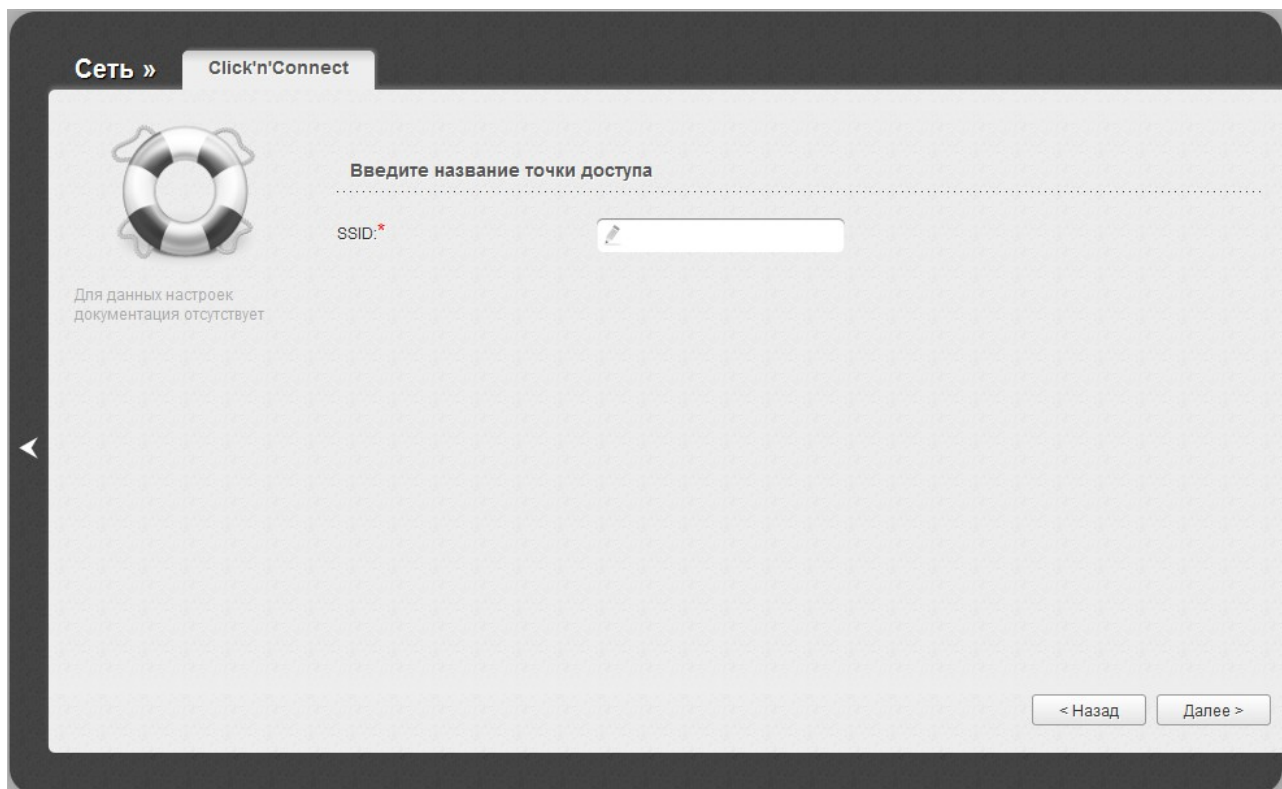 Сеть »
Click'n'Connect
Введите название точки доступа
SSID:*
Для данных настроек
документация отсутствует
< Назад
Далее >